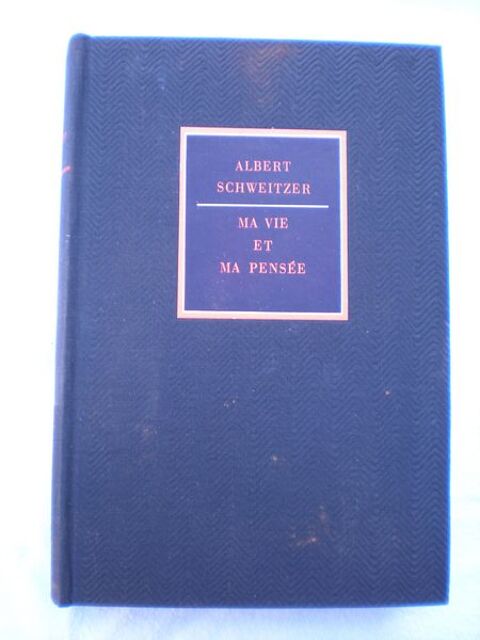 ALBERT
SCHWEITZER
MA VIE
ET
MA PENSÉE